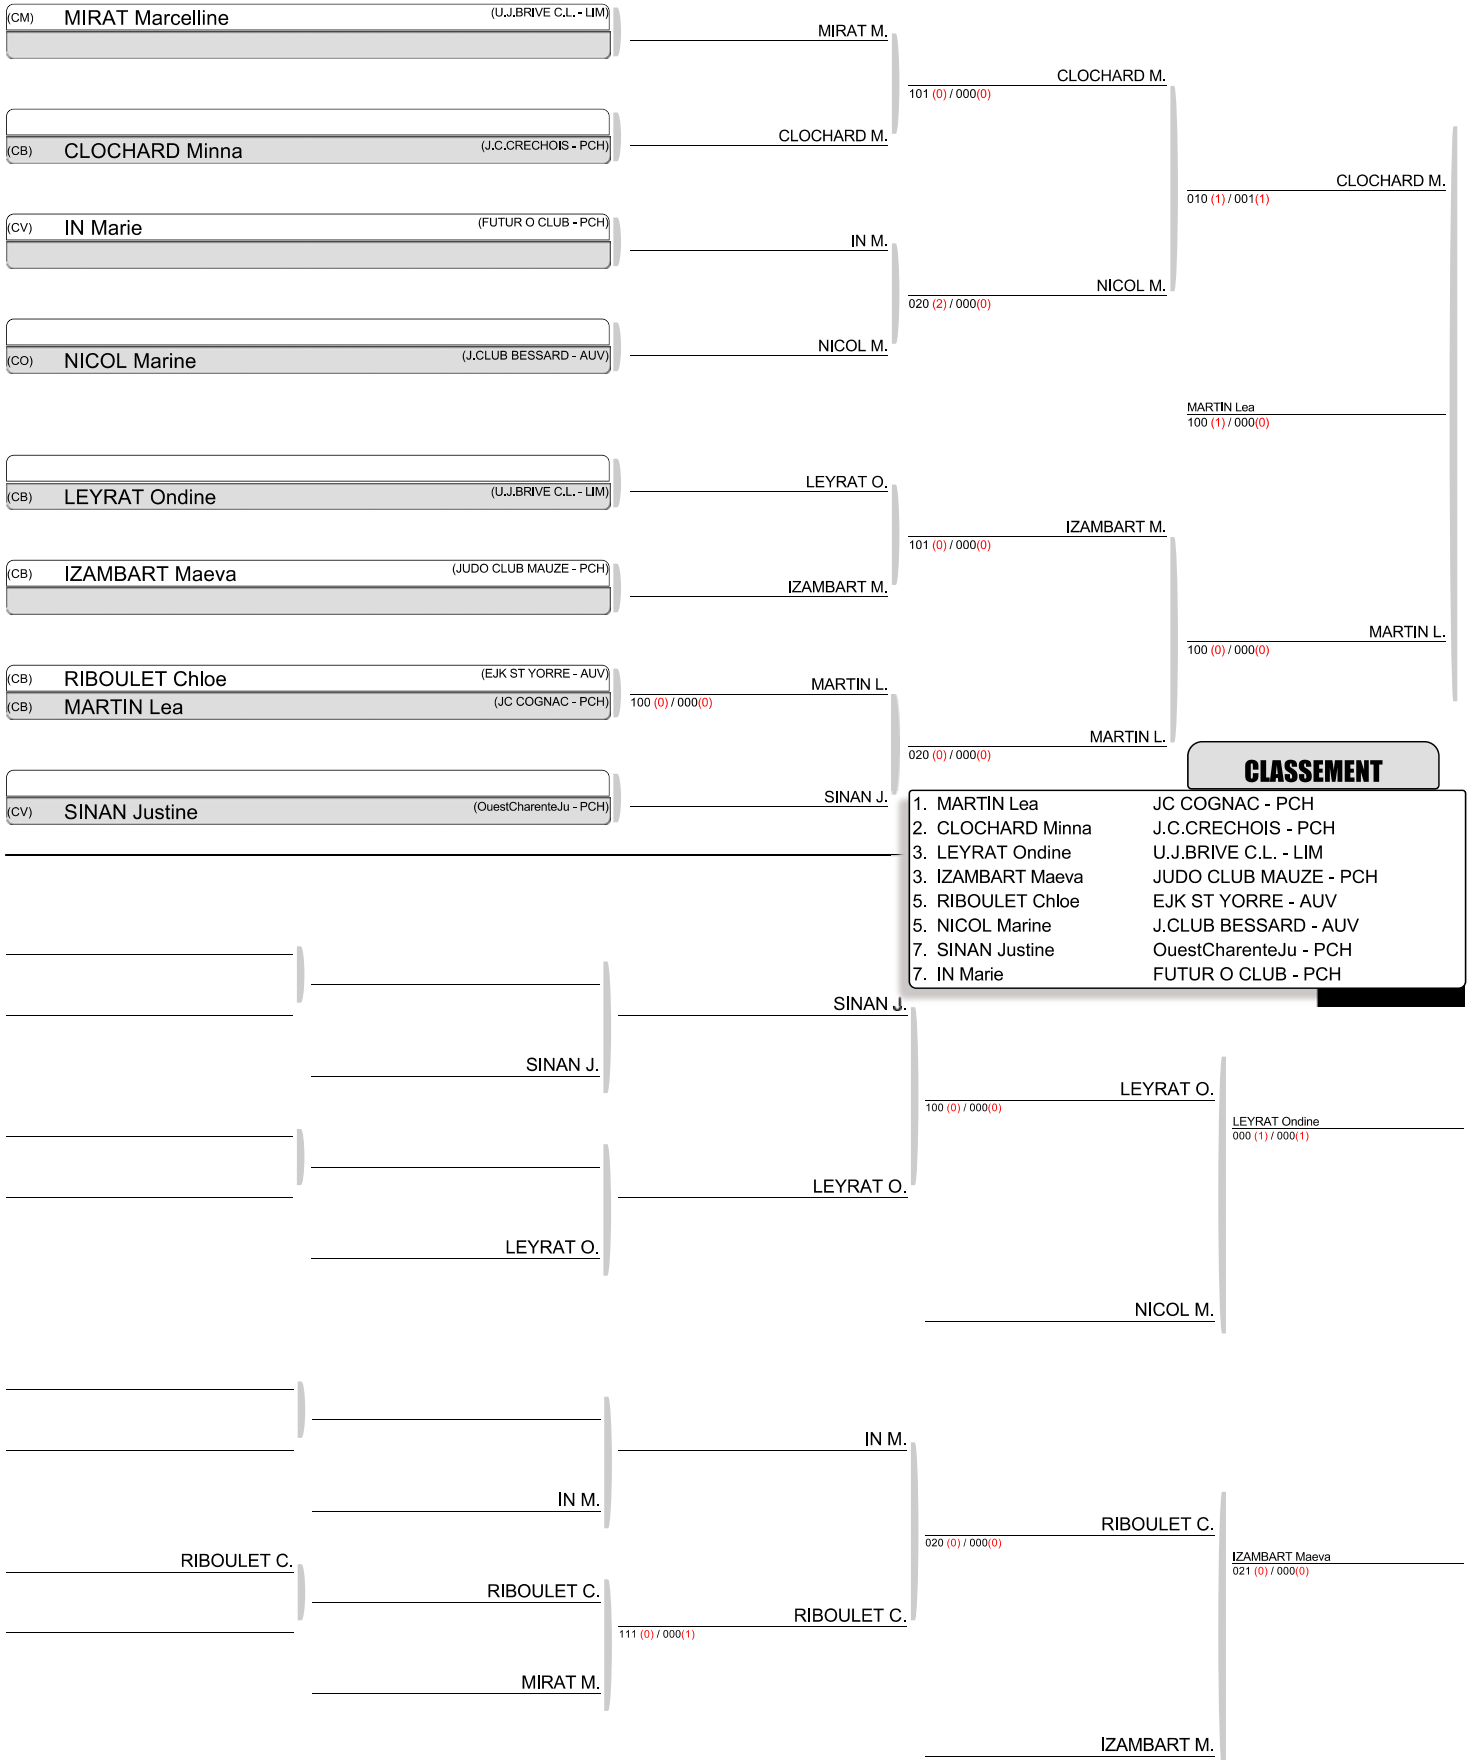 (CM) MIRAT Marcelline (U.J.BRIVE C.L. - LIM)
MIRAT M.
CLOCHARD M.
101 (0) / 000(0)
CLOCHARD M.
(CB) CLOCHARD Minna (J.C.CRECHOIS - PCH)
CLOCHARD M.
010 (1) / 001(1)
(CV) IN Marie (FUTUR O CLUB - PCH)
IN M.
NICOL M.
020 (2) / 000(0)
NICOL M.
(CO) NICOL Marine (J.CLUB BESSARD - AUV)
MARTIN Lea
100 (1) / 000(0)
LEYRAT O.
(CB) LEYRAT Ondine (U.J.BRIVE C.L. - LIM)
IZAMBART M.
101 (0) / 000(0)
(CB) IZAMBART Maeva (JUDO CLUB MAUZE - PCH)
IZAMBART M.
MARTIN L.
100 (0) / 000(0)
(CB) RIBOULET Chloe (EJK ST YORRE - AUV)
MARTIN L.
(CB) MARTIN Lea (JC COGNAC - PCH)
100 (0) / 000(0)
MARTIN L.
020 (0) / 000(0)
SINAN J.
(CV) SINAN Justine (OuestCharenteJu - PCH)
CLASSEMENT
1. MARTIN Lea JC COGNAC - PCH
2. CLOCHARD Minna J.C.CRECHOIS - PCH
3. LEYRAT Ondine U.J.BRIVE C.L. - LIM
3. IZAMBART Maeva JUDO CLUB MAUZE - PCH
5. RIBOULET Chloe EJK ST YORRE - AUV
5. NICOL Marine J.CLUB BESSARD - AUV
7. SINAN Justine OuestCharenteJu - PCH
7. IN Marie FUTUR O CLUB - PCH
SINAN J.
SINAN J.
LEYRAT O.
100 (0) / 000(0)
LEYRAT Ondine
000 (1) / 000(1)
LEYRAT O.
LEYRAT O.
NICOL M.
IN M.
IN M.
RIBOULET C.
020 (0) / 000(0)
RIBOULET C.
IZAMBART Maeva
021 (0) / 000(0)
RIBOULET C.
RIBOULET C.
111 (0) / 000(1)
MIRAT M.
IZAMBART M.